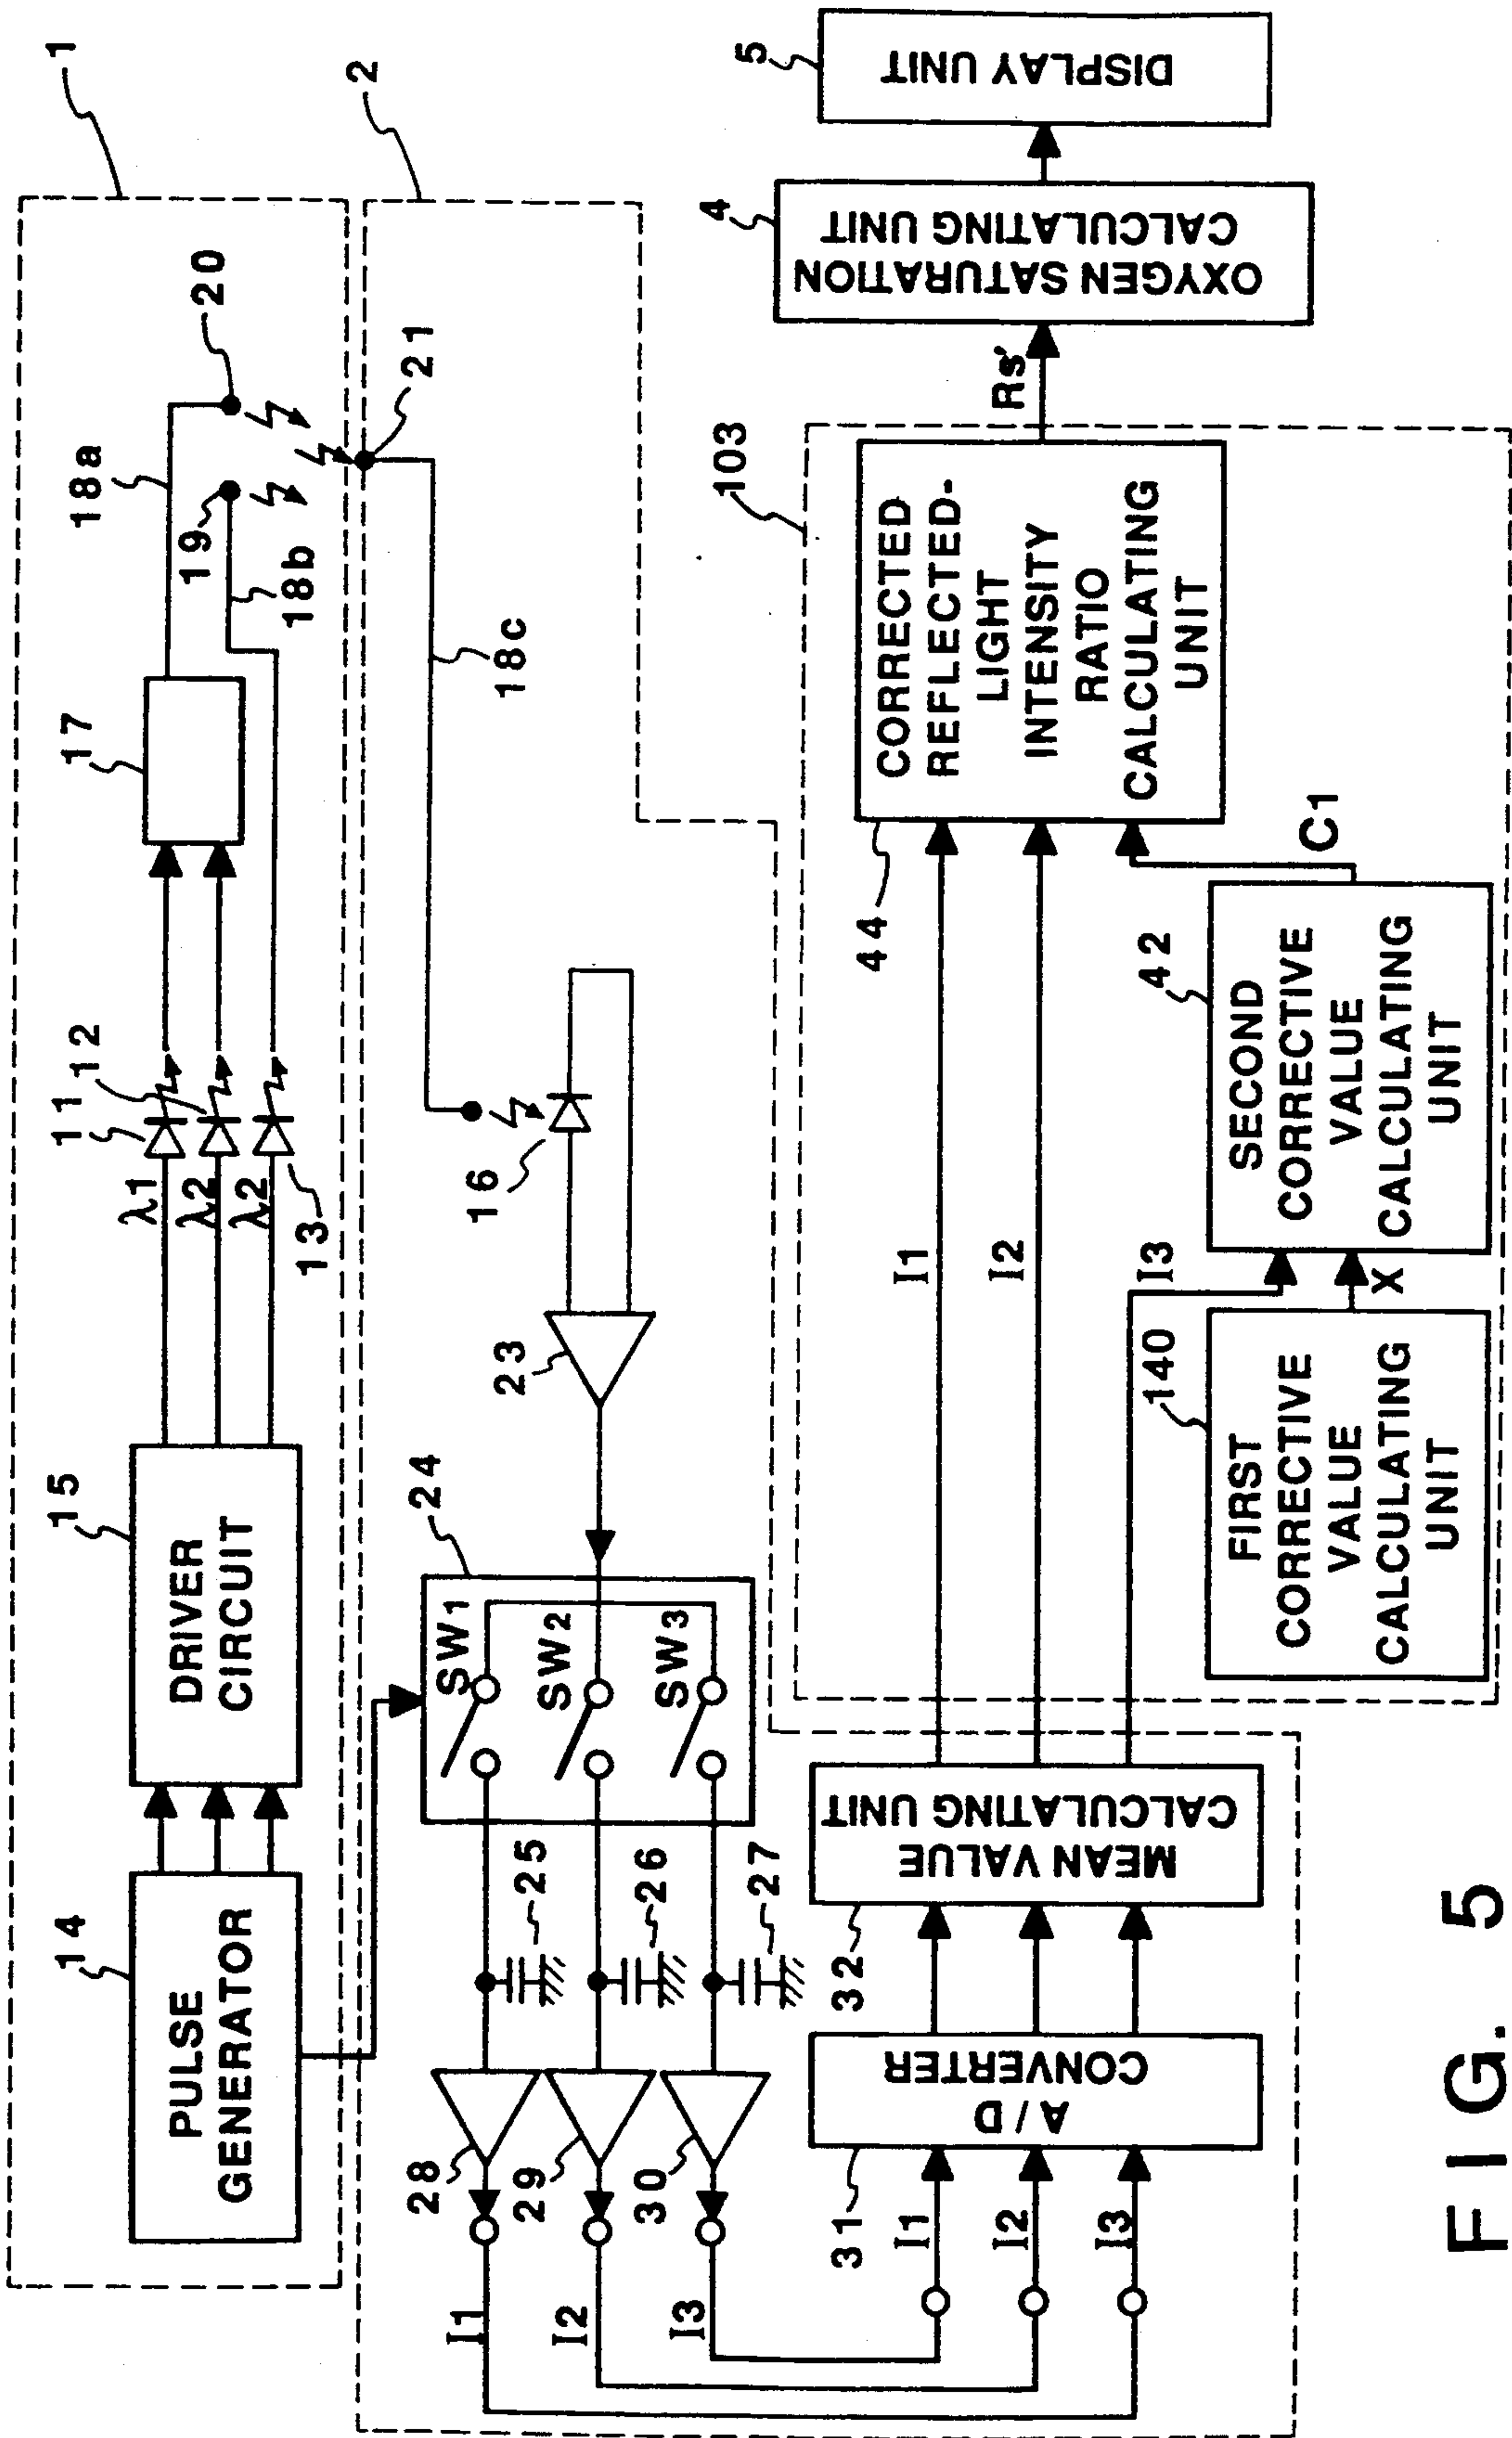 1
14
PULSE
GENERATOR
15
DRIVER
CIRCUIT
λ1
λ2
λ2
11
12
13
17
18a
19
18b
20
2
21
18c
16
23
24
SW1
SW2
SW3
25
26
27
28
29
30
I1
I2
I3
31
I1
I2
I3
A/D
CONVERTER
32
MEAN VALUE
CALCULATING UNIT
I1
I2
I3
140
FIRST
CORRECTIVE
VALUE
CALCULATING
UNIT
X
42
SECOND
CORRECTIVE
VALUE
CALCULATING
UNIT
C1
44
CORRECTED
REFLECTED-
LIGHT
INTENSITY
RATIO
CALCULATING
UNIT
103
Rs'
4
OXYGEN SATURATION
CALCULATING UNIT
5
DISPLAY UNIT
FIG. 5